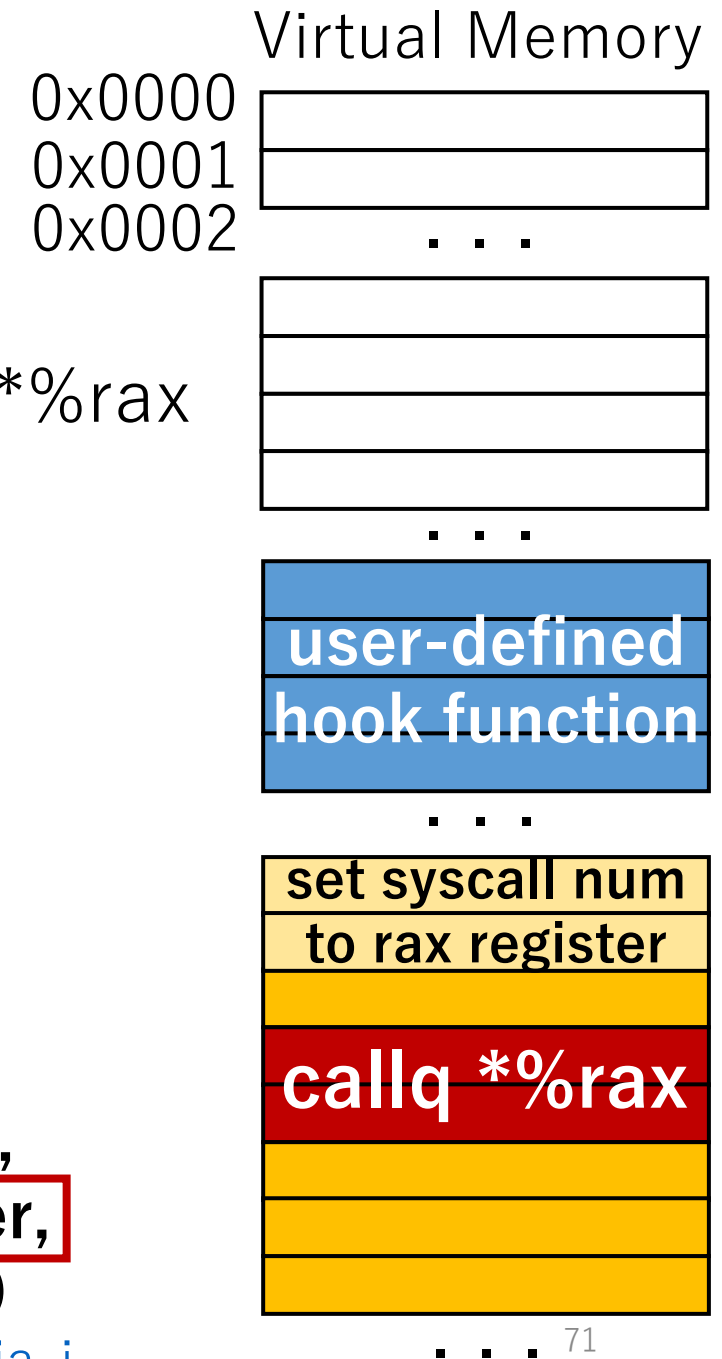 Virtual Memory
0x0000
0x0001
0x0002
. . .
*%rax
. . .
user-defined
hook function
. . .
set syscall num
to rax register
callq *%rax
,
er,
)
. . .
71